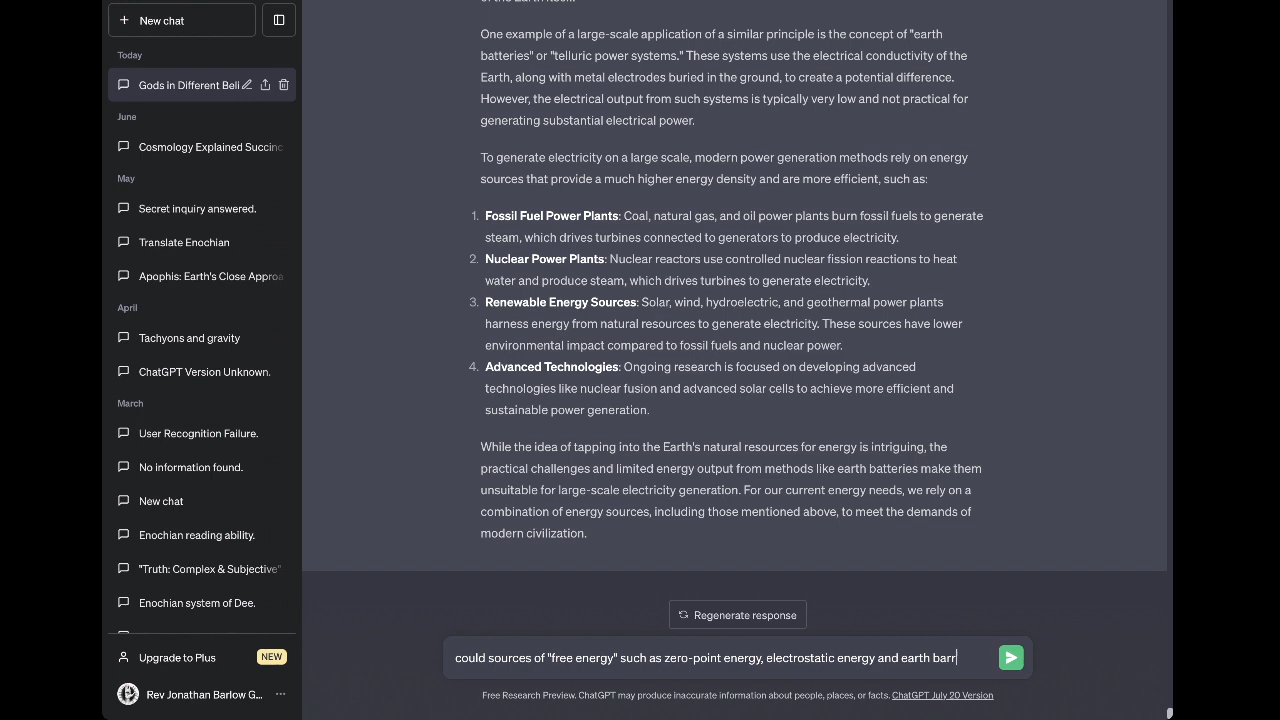 New chat
Today
Gods in Different Beli
June
Cosmology Explained Succinc
May
Secret inquiry answered.
Translate Enochian
Apophis: Earth's Close Approa
April
Tachyons and gravity
ChatGPT Version Unknown.
March
User Recognition Failure.
No information found.
New chat
Enochian reading ability.
"Truth: Complex & Subjective"
Enochian system of Dee.
Upgrade to Plus
NEW
Rev Jonathan Barlow G...
One example of a large-scale application of a similar principle is the concept of "earth
batteries" or "telluric power systems." These systems use the electrical conductivity of the
Earth, along with metal electrodes buried in the ground, to create a potential difference.
However, the electrical output from such systems is typically very low and not practical for
generating substantial electrical power.
To generate electricity on a large scale, modern power generation methods rely on energy
sources that provide a much higher energy density and are more efficient, such as:
1. Fossil Fuel Power Plants: Coal, natural gas, and oil power plants burn fossil fuels to generate
steam, which drives turbines connected to generators to produce electricity.
2. Nuclear Power Plants: Nuclear reactors use controlled nuclear fission reactions to heat
water and produce steam, which drives turbines to generate electricity.
3. Renewable Energy Sources: Solar, wind, hydroelectric, and geothermal power plants
harness energy from natural resources to generate electricity. These sources have lower
environmental impact compared to fossil fuels and nuclear power.
4. Advanced Technologies: Ongoing research is focused on developing advanced
technologies like nuclear fusion and advanced solar cells to achieve more efficient and
sustainable power generation.
While the idea of tapping into the Earth's natural resources for energy is intriguing, the
practical challenges and limited energy output from methods like earth batteries make them
unsuitable for large-scale electricity generation. For our current energy needs, we rely on a
combination of energy sources, including those mentioned above, to meet the demands of
modern civilization.
Regenerate response
could sources of "free energy" such as zero-point energy, electrostatic energy and earth barr
Free Research Preview. ChatGPT may produce inaccurate information about people, places, or facts. ChatGPT July 20 Version